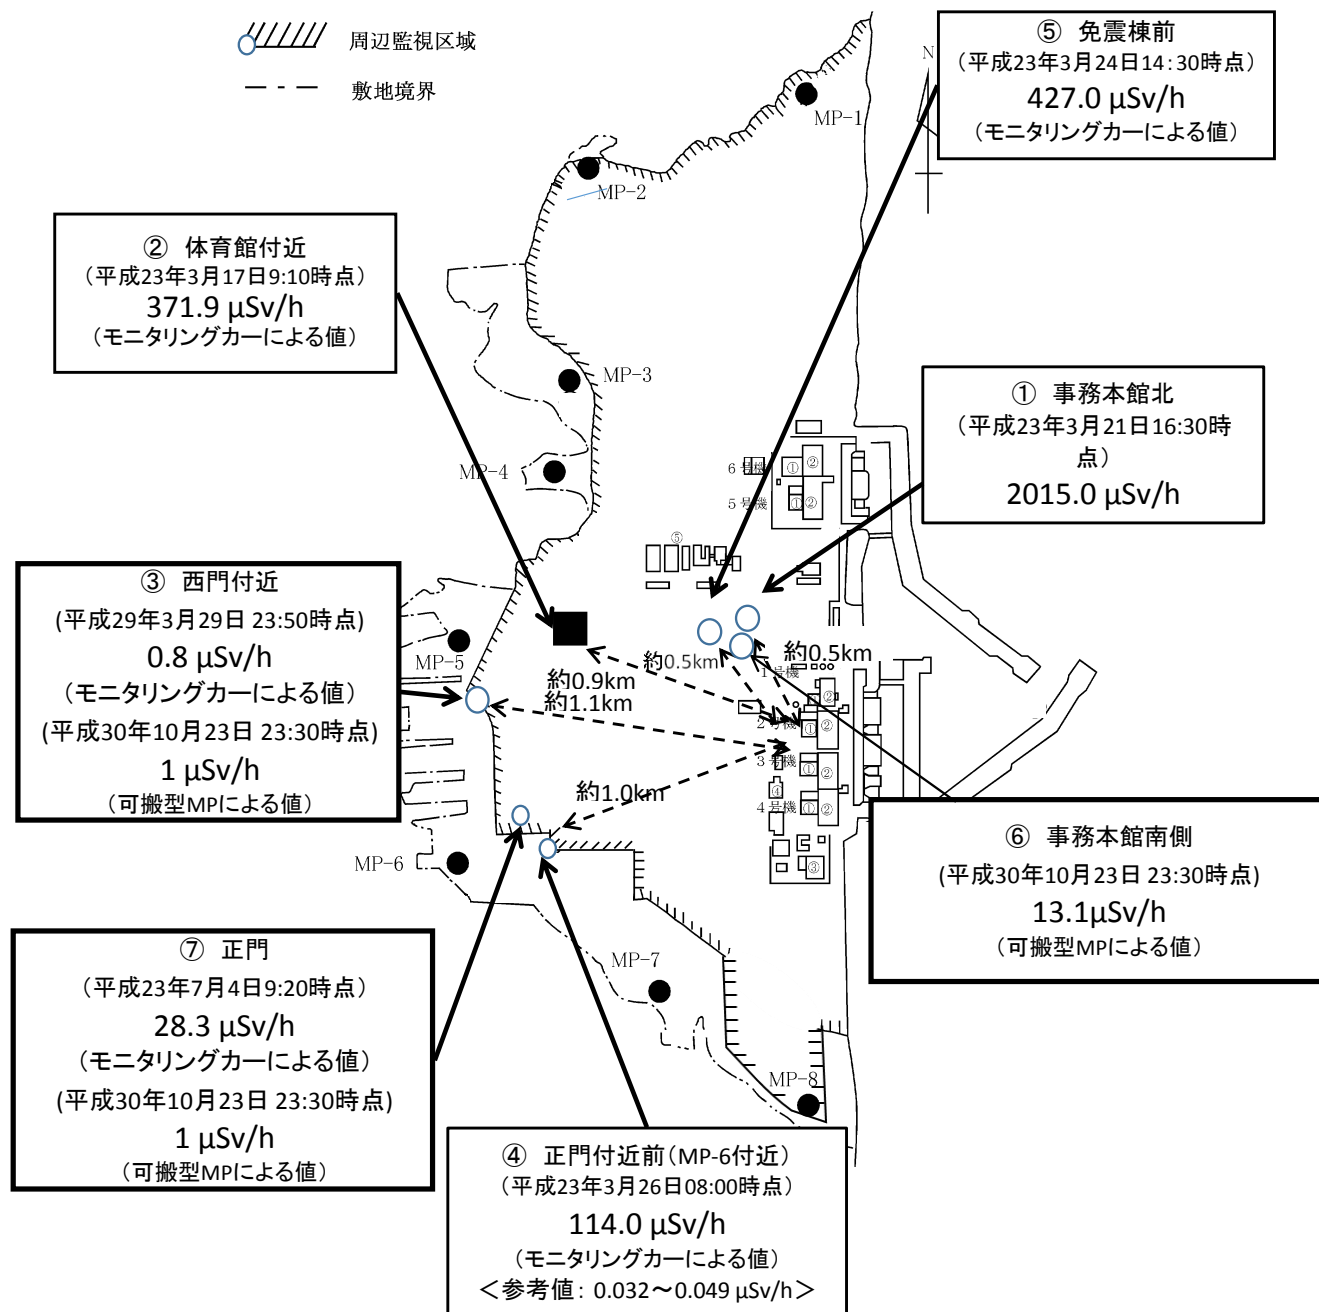 周辺監視区域
敷地境界
⑤ 免震棟前
(平成23年3月24日14:30時点)
427.0 µSv/h
(モニタリングカーによる値)
N
MP-1
MP-2
② 体育館付近
(平成23年3月17日9:10時点)
371.9 µSv/h
(モニタリングカーによる値)
MP-3
① 事務本館北
(平成23年3月21日16:30時
点)
2015.0 µSv/h
MP-4
6号機
① ②
5号機
① ②
⑤
③ 西門付近
(平成29年3月29日 23:50時点)
0.8 µSv/h
(モニタリングカーによる値)
(平成30年10月23日 23:30時点)
1 µSv/h
(可搬型MPによる値)
MP-5
約0.5km
約0.5km
約0.9km
約1.1km
1号機
②
2号機
① ②
3号機
① ②
約1.0km
④
4号機
① ②
③
MP-6
⑥ 事務本館南側
(平成30年10月23日 23:30時点)
13.1µSv/h
(可搬型MPによる値)
⑦ 正門
(平成23年7月4日9:20時点)
28.3 µSv/h
(モニタリングカーによる値)
(平成30年10月23日 23:30時点)
1 µSv/h
(可搬型MPによる値)
MP-7
MP-8
④ 正門付近前(MP-6付近)
(平成23年3月26日08:00時点)
114.0 µSv/h
(モニタリングカーによる値)
<参考値: 0.032~0.049 µSv/h>